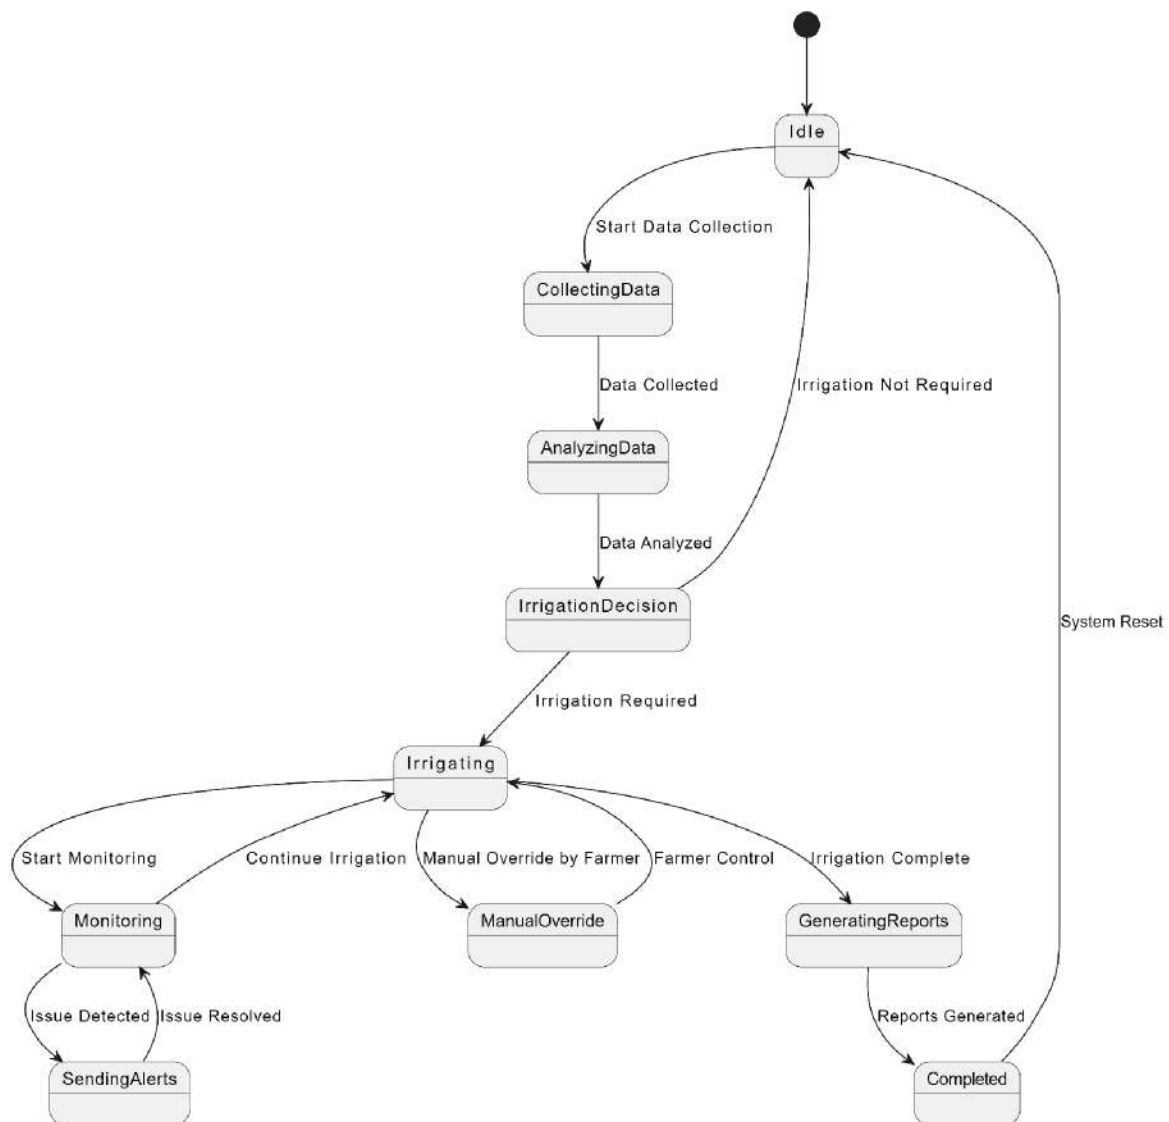 Idle
Start Data Collection
CollectingData
Data Collected
Irrigation Not Required
AnalyzingData
Data Analyzed
IrrigationDecision
System Reset
Irrigation Required
Irrigating
Start Monitoring
Continue Irrigation
Manual Override by Farmer
Farmer Control
Irrigation Complete
Monitoring
ManualOverride
GeneratingReports
Issue Detected
Issue Resolved
Reports Generated
SendingAlerts
Completed